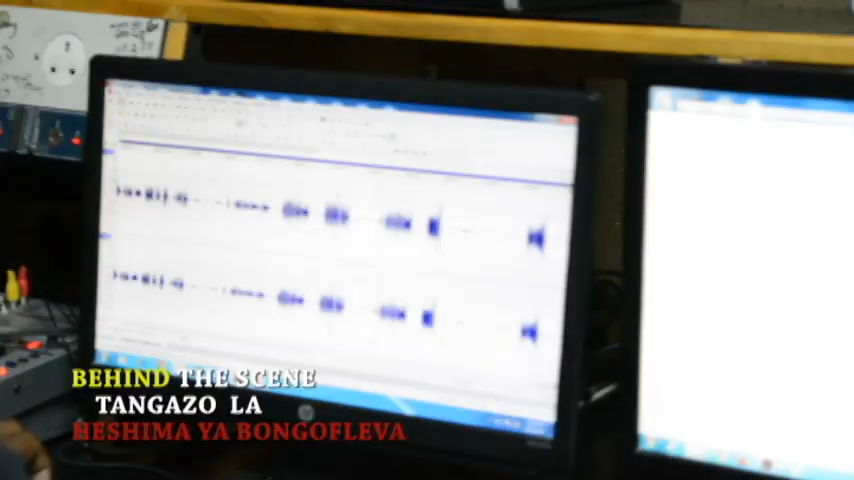 BEHIND THE SCENE
TANGAZO LA
HESHIMA YA BONGOFLEVA